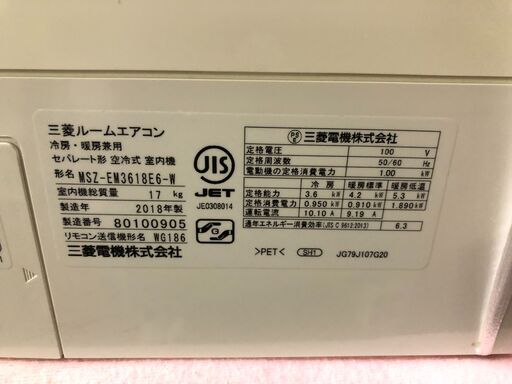 三菱ルームエアコン
冷房・暖房兼用
セパレート形 空冷式 室内機
形名 MSZ-EM3618E6-W
室内機総質量 17 kg
製造年 2018年
製造番号 80100905
リモコン送信機形名 WG186
三菱電機株式会社
JIS
JET
JE0308014
PSE 三菱電機株式会社
定格電圧 100 V
定格周波数 50/60 Hz
電動機の定格消費電力 1.00 kW
冷房 暖房標準 暖房低温
定格能力 3.6 4.2 kW 5.3 kW
定格消費電力 0.950 kW 0.910 kW 1.890 kW
運転電流 10.10 A 9.19 A
通年エネルギー消費効率(JIS C 9612:2013) 6.3
>PET< SH1 JG79J107G20